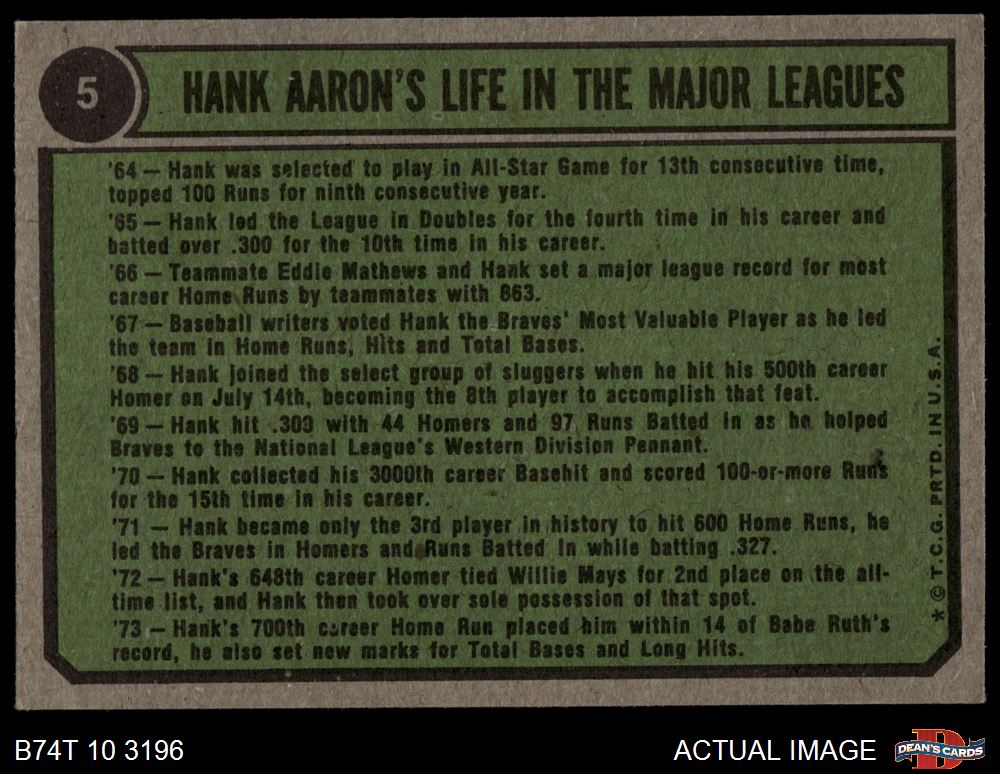 5
HANK AARON'S LIFE IN THE MAJOR LEAGUES
'64 — Hank was selected to play in All-Star Game for 13th consecutive time,
topped 100 Runs for ninth consecutive year.
'65 — Hank led the League in Doubles for the fourth time in his career and
batted over .300 for the 10th time in his career.
'66 — Teammate Eddie Mathews and Hank set a major league record for most
career Home Runs by teammates with 863.
'67 — Baseball writers voted Hank the Braves' Most Valuable Player as he led
the team in Home Runs, Hits and Total Bases.
'68 — Hank joined the select group of sluggers when he hit his 500th career
Homer on July 14th, becoming the 8th player to accomplish that feat.
'69 — Hank hit .300 with 44 Homers and 97 Runs Batted in as he helped
Braves to the National League's Western Division Pennant.
'70 — Hank collected his 3000th career Basehit and scored 100-or-more Runs
for the 15th time in his career.
'71 — Hank became only the 3rd player in history to hit 600 Home Runs, he
led the Braves in Homers and Runs Batted In while batting .327.
'72 — Hank's 648th career Homer tied Willie Mays for 2nd place on the all-
time list, and Hank then took over sole possession of that spot.
'73 — Hank's 700th career Home Run placed him within 14 of Babe Ruth's
record, he also set new marks for Total Bases and Long Hits.
* © T.C.G. PRTD. IN U.S.A.
B74T 10 3196
ACTUAL IMAGE
DEAN'S CARDS